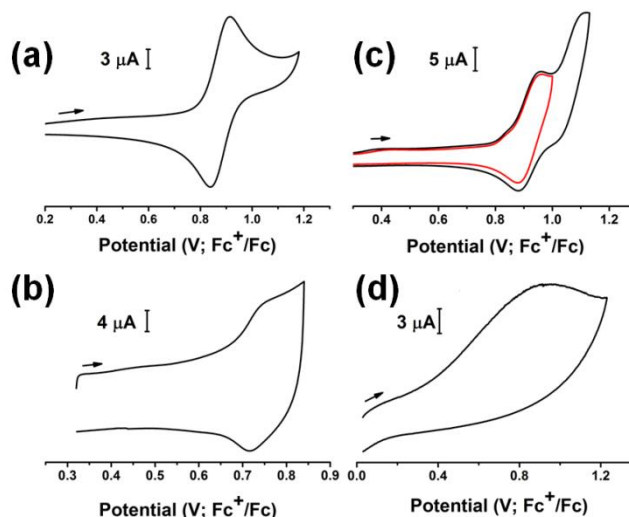 (a)
3 μA
0.2 0.4 0.6 0.8 1.0 1.2
Potential (V; Fc+/Fc)
(c)
5 μA
0.4 0.6 0.8 1.0 1.2
Potential (V; Fc+/Fc)
(b)
4 μA
0.3 0.4 0.5 0.6 0.7 0.8 0.9
Potential (V; Fc+/Fc)
(d)
3 μA
0.0 0.4 0.8 1.2
Potential (V; Fc+/Fc)